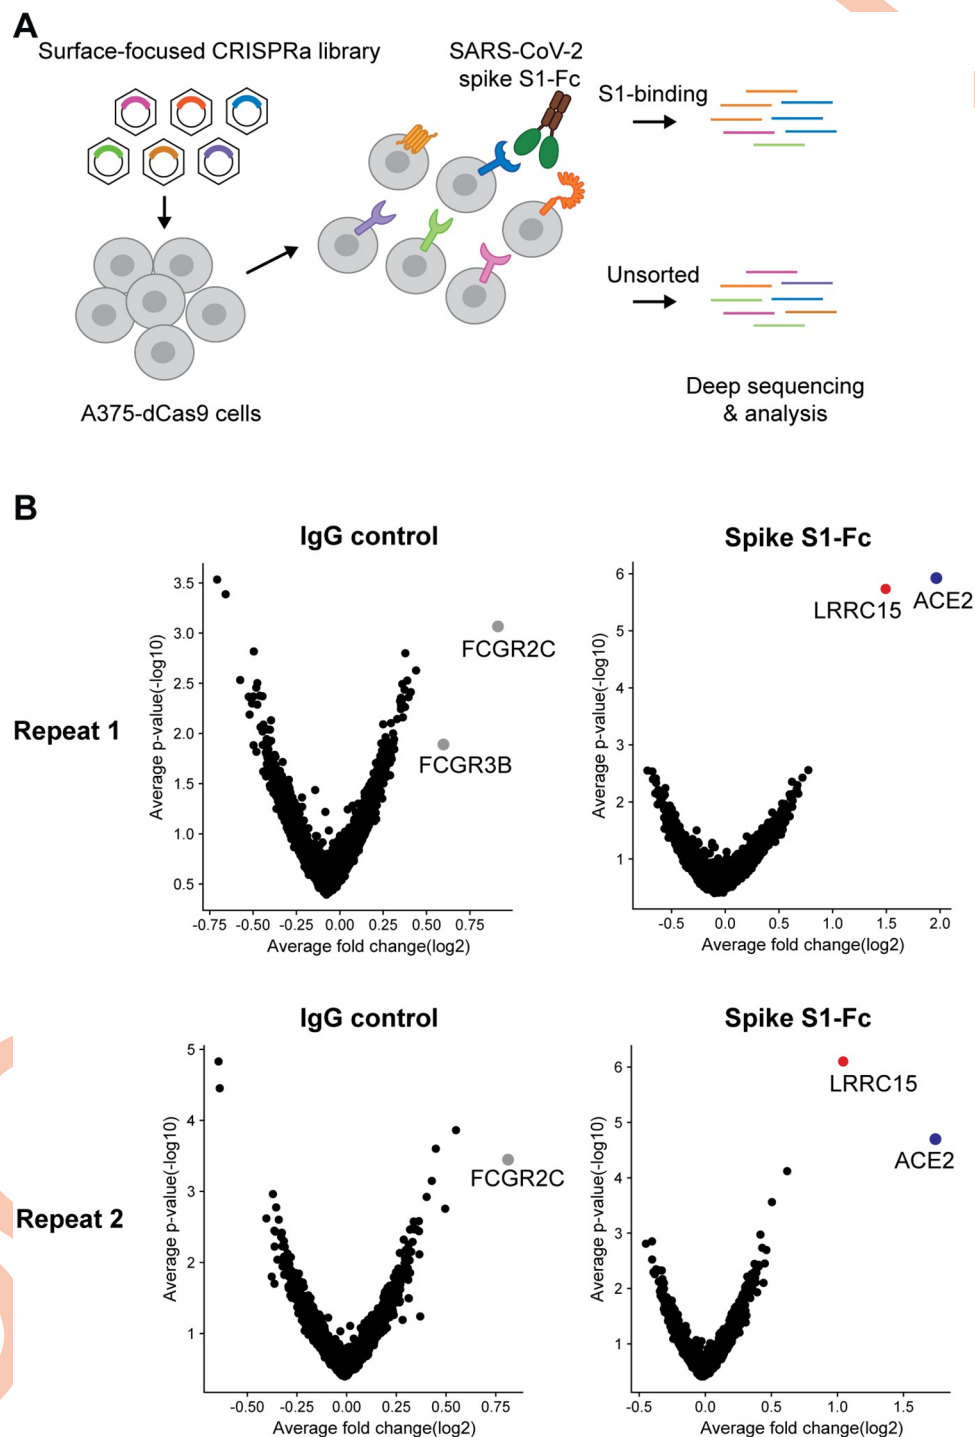 A
Surface-focused CRISPRa library
SARS-CoV-2
spike S1-Fc
S1-binding
Unsorted
A375-dCas9 cells
Deep sequencing
& analysis
B
IgG control
Spike S1-Fc
Repeat 1
Average p-value(-log10)
3.5
3.0
2.5
2.0
1.5
1.0
0.5
FCGR2C
FCGR3B
-0.75 -0.50 -0.25 0.00 0.25 0.50 0.75
Average fold change(log2)
Average p-value(-log10)
6
5
4
3
2
1
LRRC15 ACE2
-0.5 0.0 0.5 1.0 1.5 2.0
Average fold change(log2)
IgG control
Spike S1-Fc
Repeat 2
Average p-value(-log10)
5
4
3
2
1
FCGR2C
-0.50 -0.25 0.00 0.25 0.50 0.75
Average fold change(log2)
Average p-value(-log10)
6
5
4
3
2
1
LRRC15
ACE2
-0.5 0.0 0.5 1.0 1.5
Average fold change(log2)